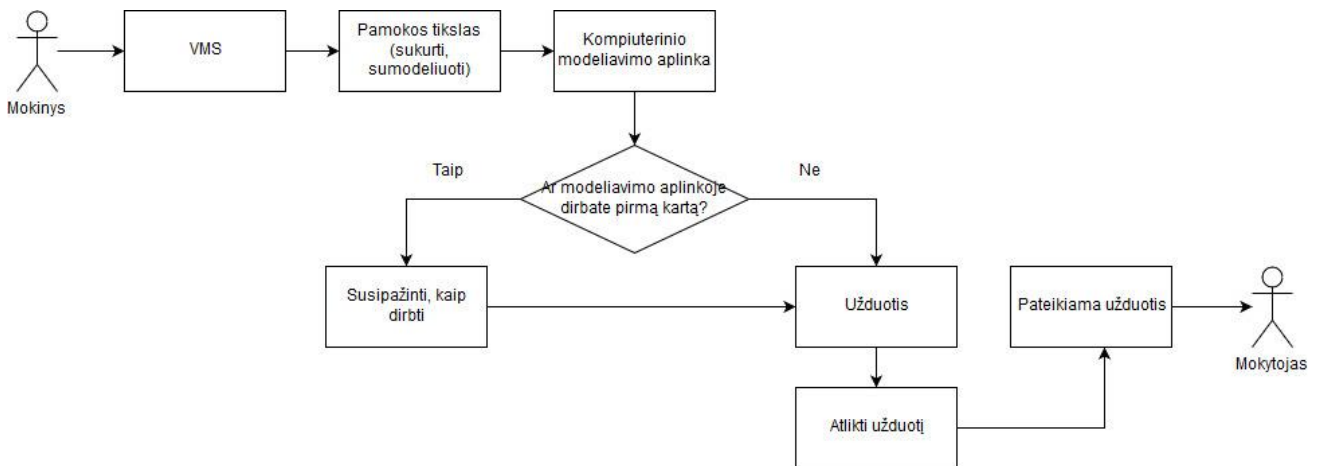 Mokinys
VMS
Pamokos tikslas
(sukurti,
sumodeliuoti)
Kompiuterinio
modeliavimo aplinka
Taip
Ar modeliavimo aplinkoje
dirbate pirmą kartą?
Ne
Susipažinti, kaip
dirbti
Užduotis
Pateikiama užduotis
Mokytojas
Atlikti užduotį